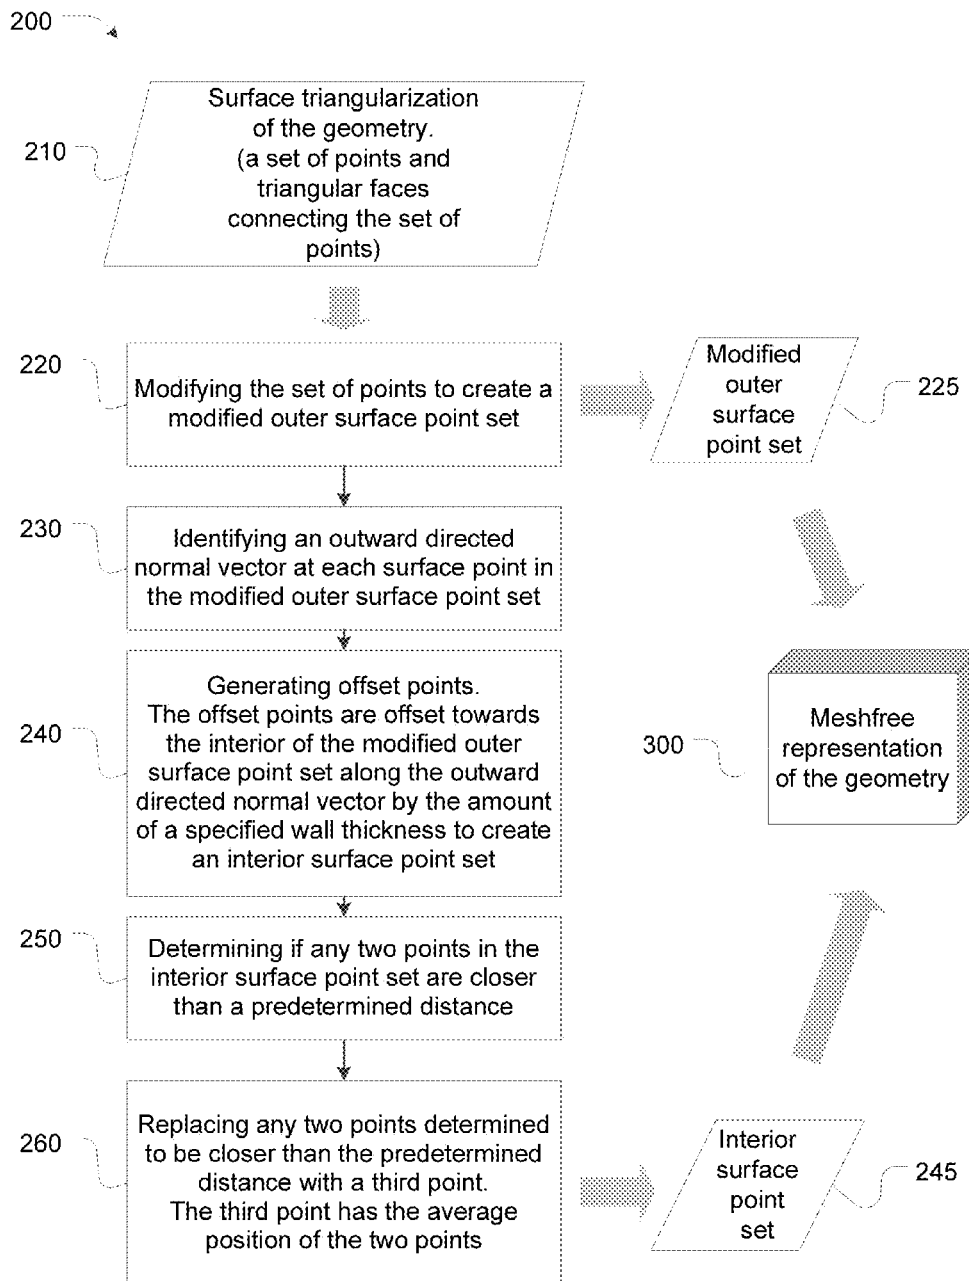 200
210
Surface triangularization
of the geometry.
(a set of points and
triangular faces
connecting the set of
points)
220
Modifying the set of points to create a
modified outer surface point set
Modified
outer
surface
point set
225
230
Identifying an outward directed
normal vector at each surface point in
the modified outer surface point set
240
Generating offset points.
The offset points are offset towards
the interior of the modified outer
surface point set along the outward
directed normal vector by the amount
of a specified wall thickness to create
an interior surface point set
300
Meshfree
representation
of the geometry
250
Determining if any two points in the
interior surface point set are closer
than a predetermined distance
260
Replacing any two points determined
to be closer than the predetermined
distance with a third point.
The third point has the average
position of the two points
Interior
surface
point
set
245